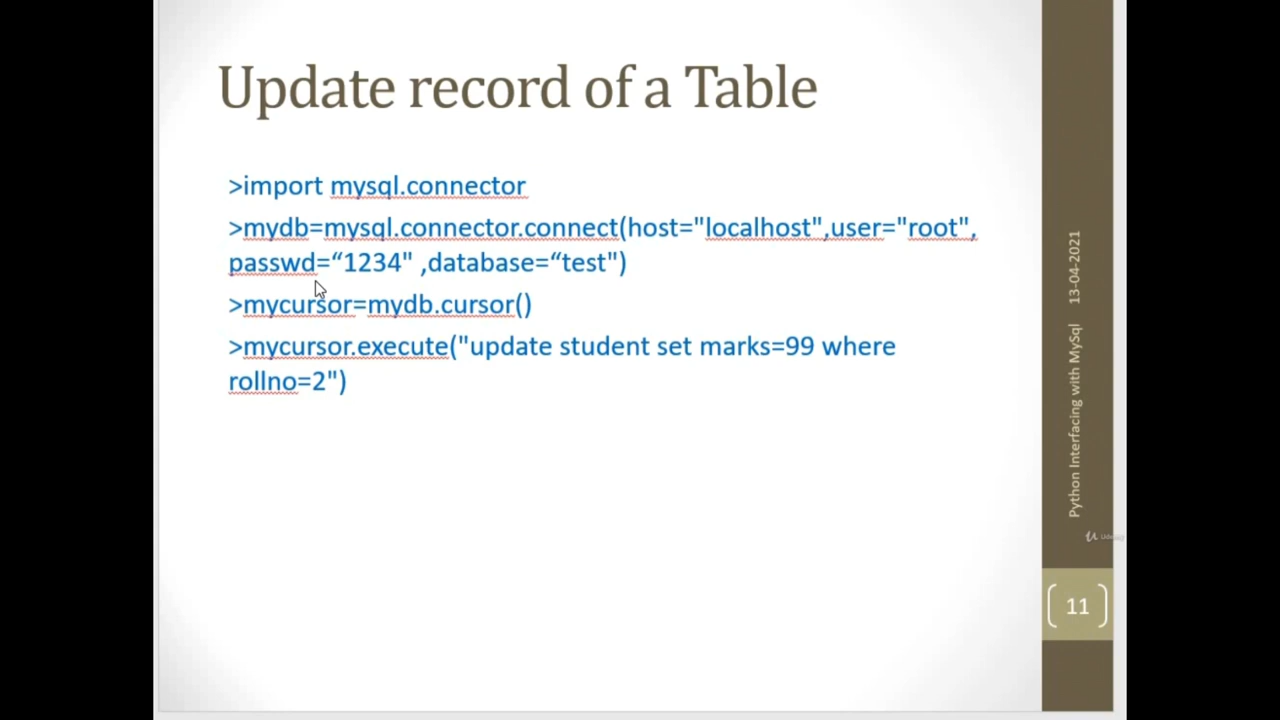 Update record of a Table
>import mysql.connector
>mydb=mysql.connector.connect(host="localhost",user="root",
passwd=“1234" ,database=“test")
>mycursor=mydb.cursor()
>mycursor.execute("update student set marks=99 where
rollno=2")
Python Interfacing with MySql 13-04-2021
Udemy
11